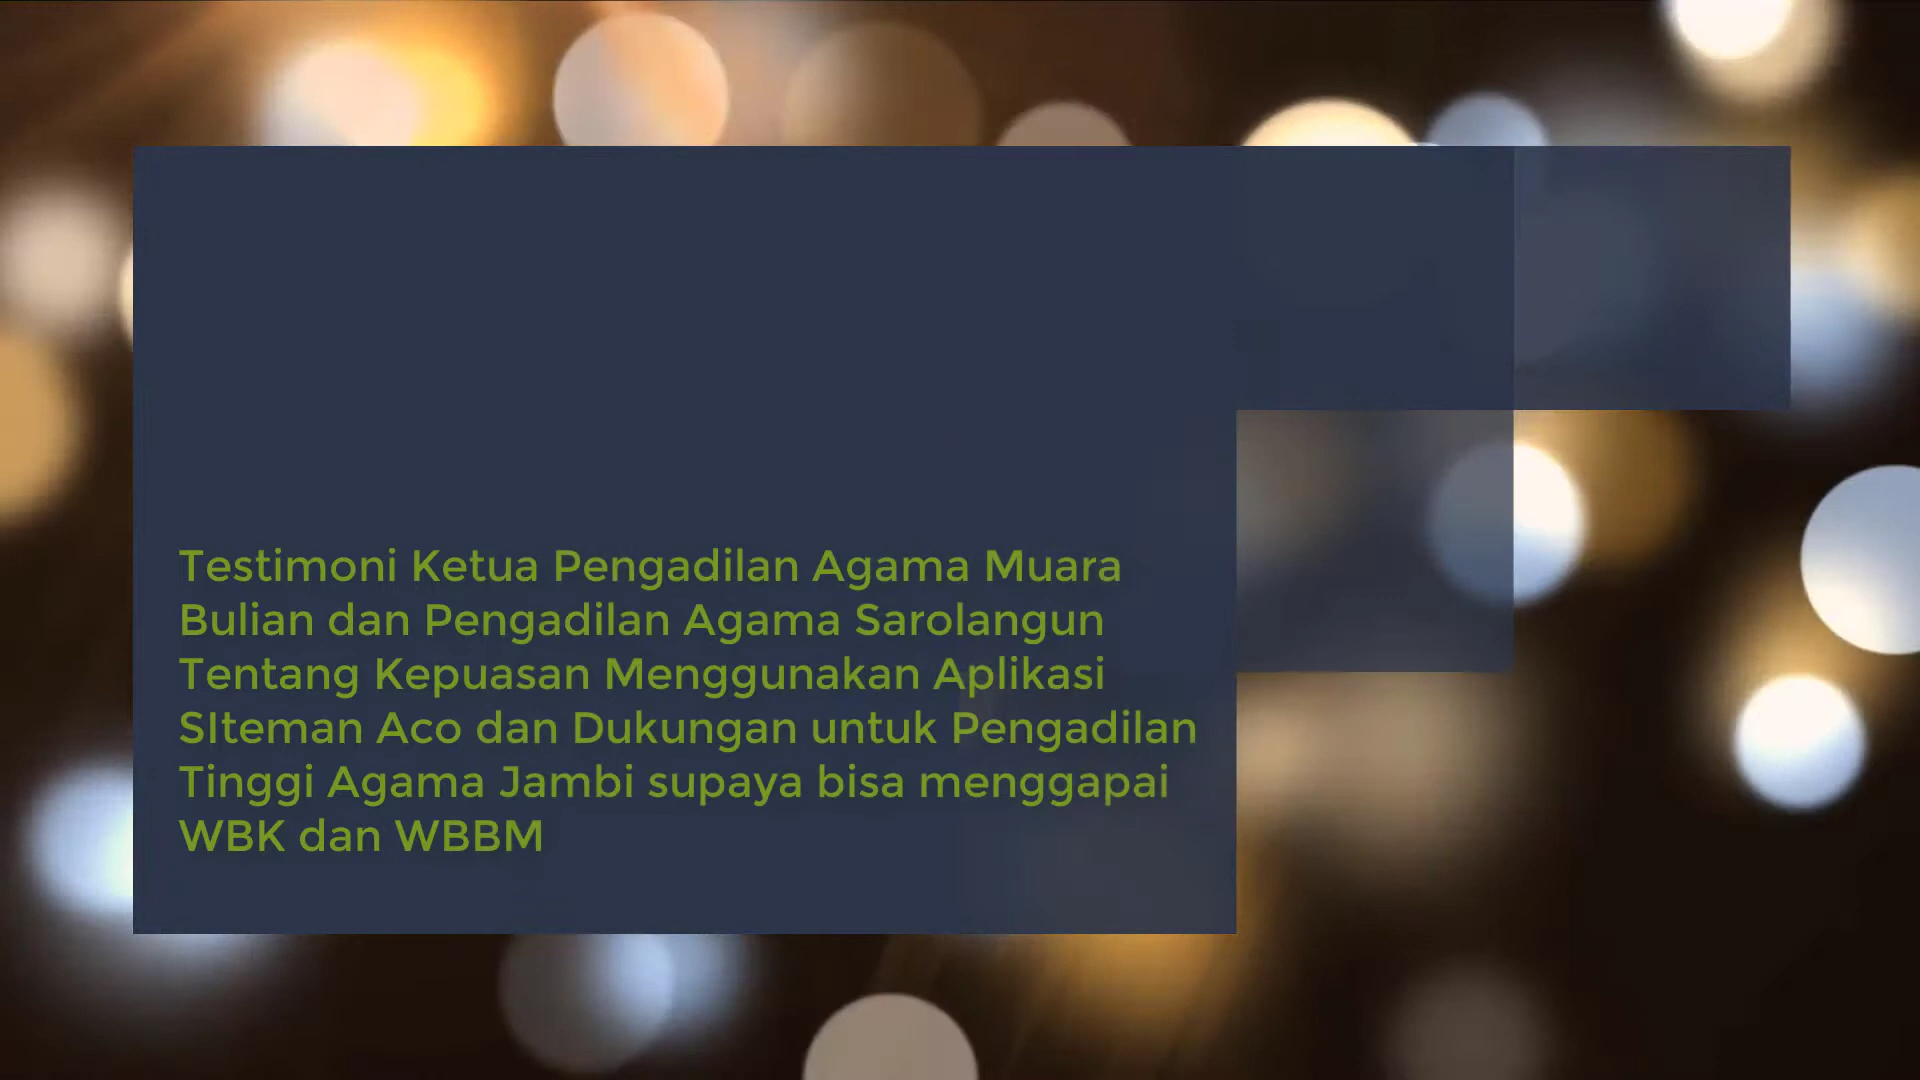 Testimoni Ketua Pengadilan Agama Muara
Bulian dan Pengadilan Agama Sarolangun
Tentang Kepuasan Menggunakan Aplikasi
SIteman Aco dan Dukungan untuk Pengadilan
Tinggi Agama Jambi supaya bisa menggapai
WBK dan WBBM